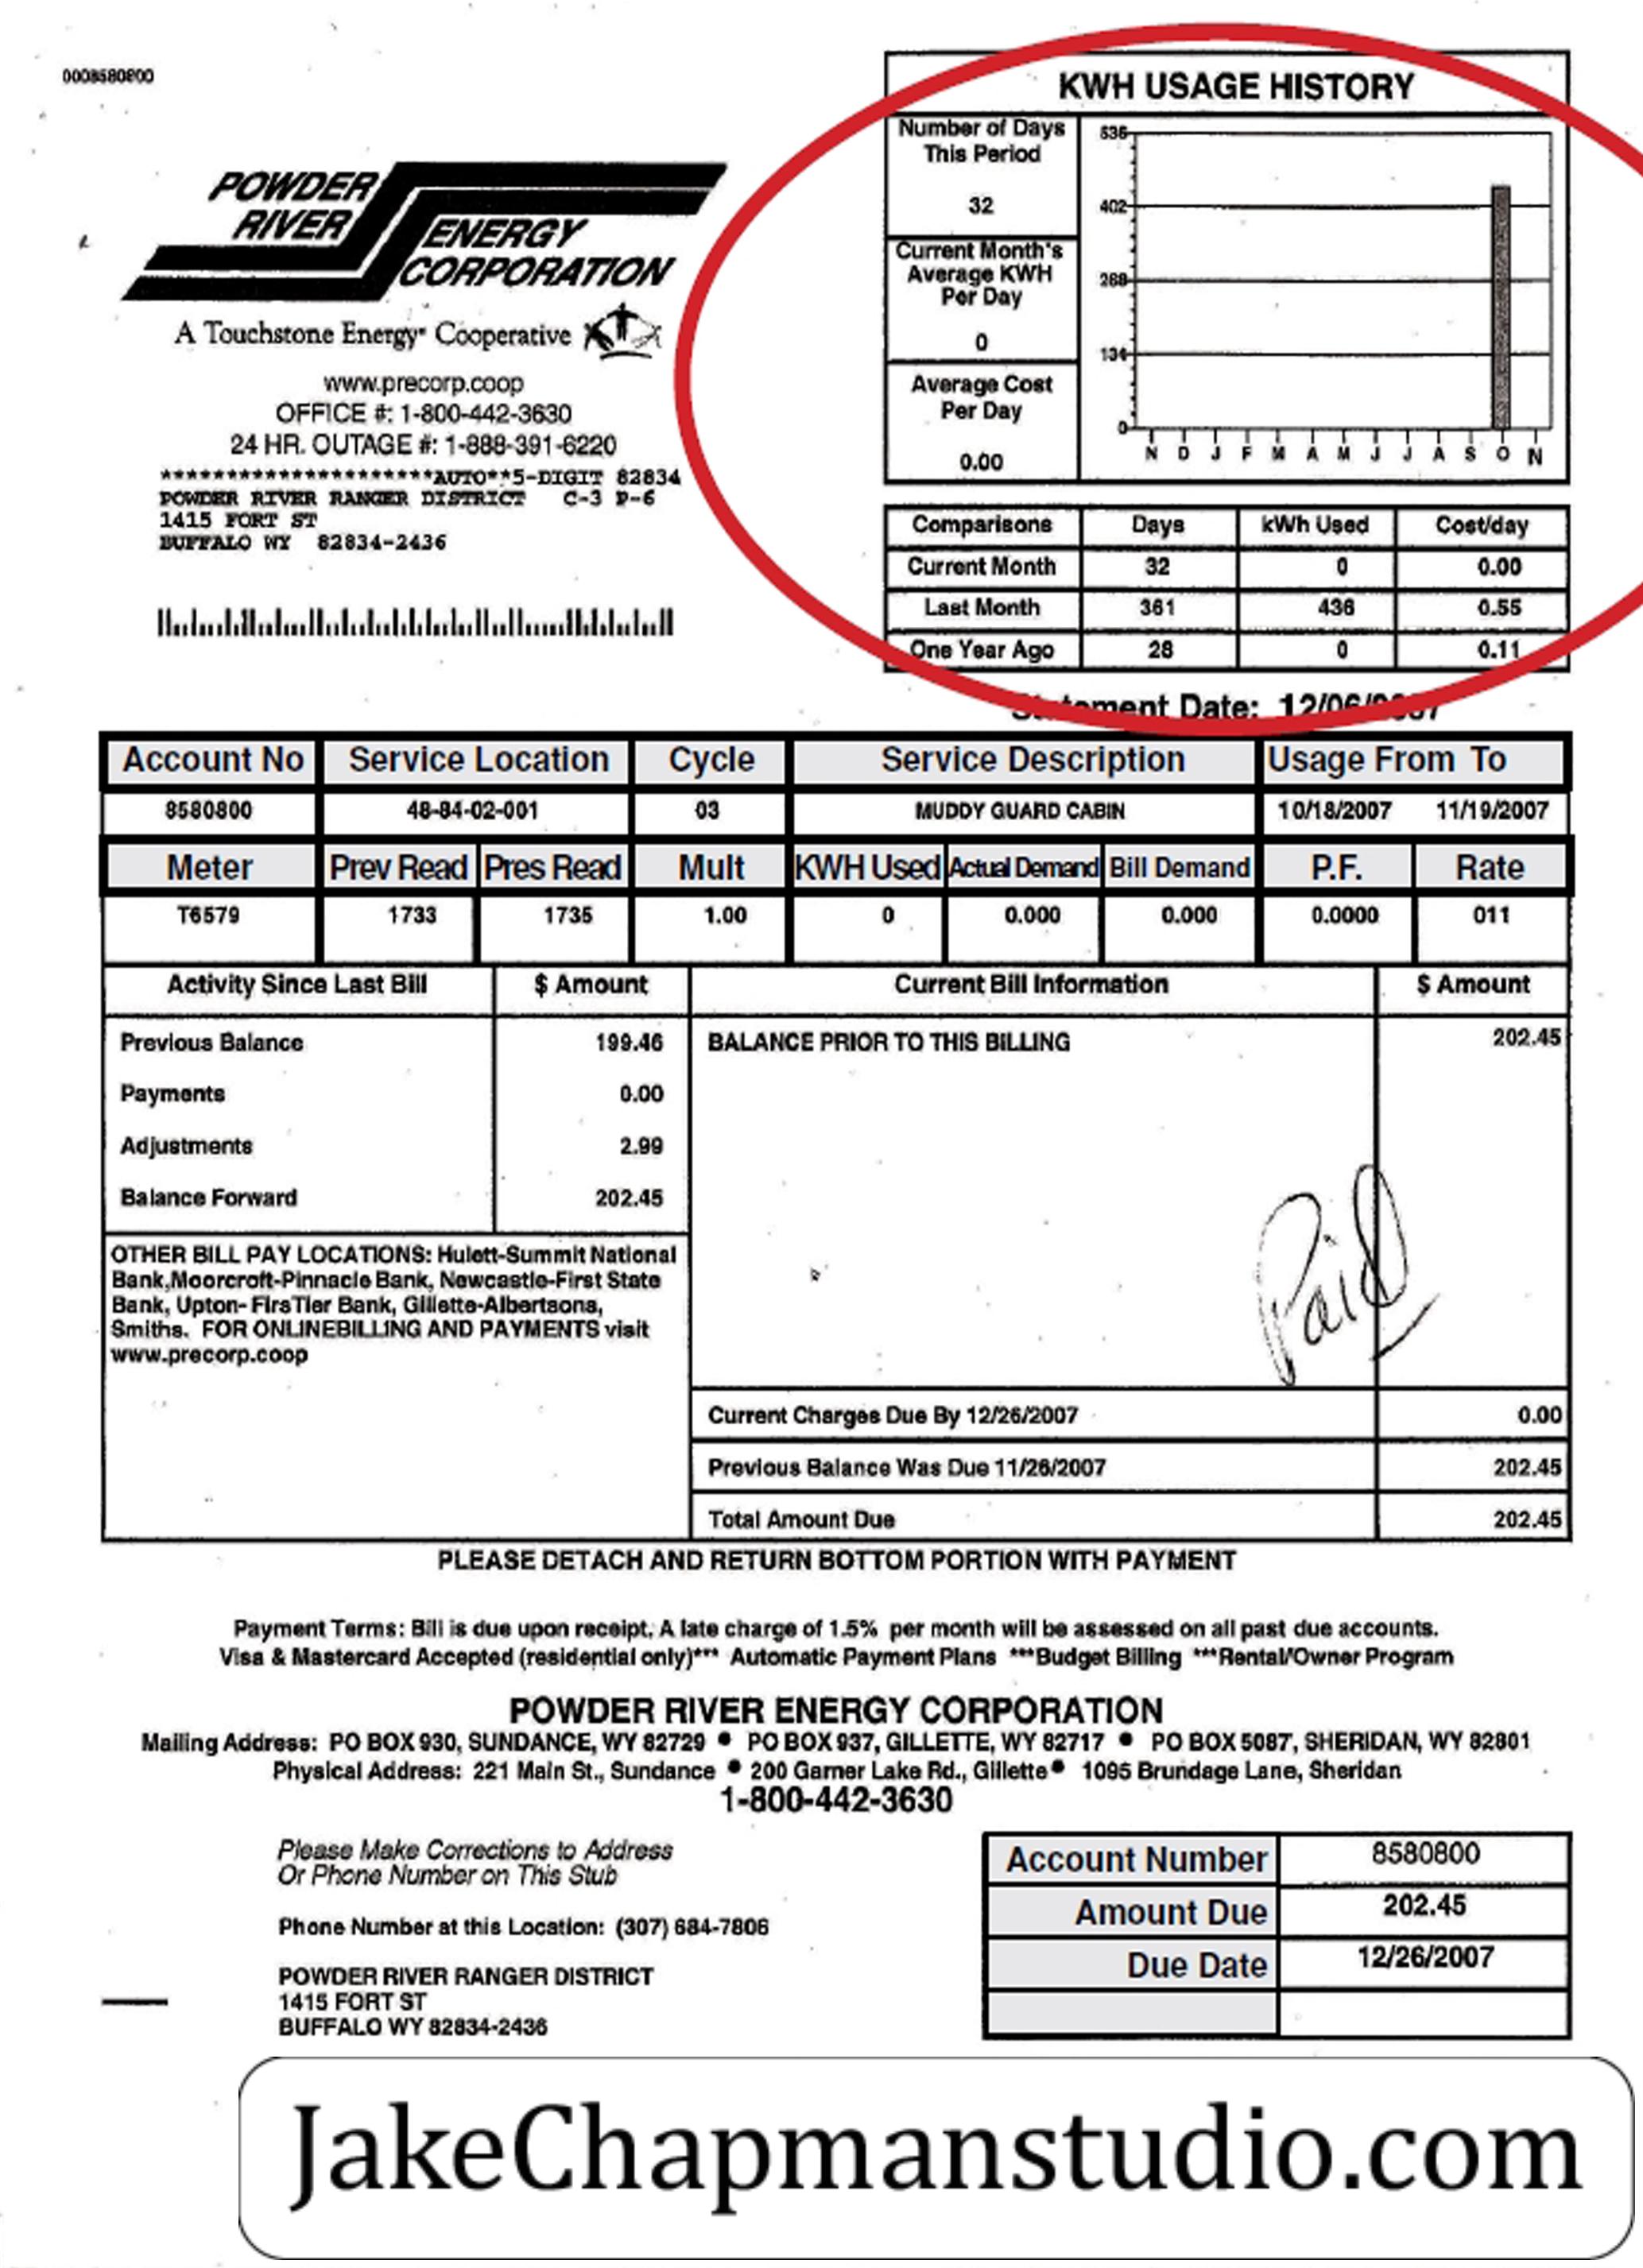 0008580800
POWDER
RIVER
ENERGY
CORPORATION
A Touchstone Energy® Cooperative
www.precorp.coop
OFFICE #: 1-800-442-3630
24 HR. OUTAGE #: 1-888-391-6220
*********************AUTO**5-DIGIT 82834
POWDER RIVER RANGER DISTRICT C-3 P-6
1415 FORT ST
BUFFALO WY 82834-2436
KWH USAGE HISTORY
Number of Days
This Period
32
Current Month's
Average KWH
Per Day
0
Average Cost
Per Day
0.00
536
402
268
134
0
N D J F M A M J J A S O N
Comparisons Days kWh Used Cost/day
Current Month 32 0 0.00
Last Month 361 436 0.55
One Year Ago 28 0 0.11
Statement Date: 12/06/2007
Account No Service Location Cycle Service Description Usage From To
8580800 48-84-02-001 03 MUDDY GUARD CABIN 10/18/2007 11/19/2007
Meter Prev Read Pres Read Mult KWH Used Actual Demand Bill Demand P.F. Rate
T6579 1733 1735 1.00 0 0.000 0.000 0.0000 011
Activity Since Last Bill $ Amount Current Bill Information $ Amount
Previous Balance 199.46
Payments 0.00
Adjustments 2.99
Balance Forward 202.45
BALANCE PRIOR TO THIS BILLING 202.45
Paid
OTHER BILL PAY LOCATIONS: Hulett-Summit National
Bank,Moorcroft-Pinnacle Bank, Newcastle-First State
Bank, Upton- FirsTier Bank, Gillette-Albertsons,
Smiths. FOR ONLINEBILLING AND PAYMENTS visit
www.precorp.coop
Current Charges Due By 12/26/2007 0.00
Previous Balance Was Due 11/26/2007 202.45
Total Amount Due 202.45
PLEASE DETACH AND RETURN BOTTOM PORTION WITH PAYMENT
Payment Terms: Bill is due upon receipt. A late charge of 1.5% per month will be assessed on all past due accounts.
Visa & Mastercard Accepted (residential only)*** Automatic Payment Plans ***Budget Billing ***Rental/Owner Program
POWDER RIVER ENERGY CORPORATION
Mailing Address: PO BOX 930, SUNDANCE, WY 82729 ● PO BOX 937, GILLETTE, WY 82717 ● PO BOX 5087, SHERIDAN, WY 82801
Physical Address: 221 Main St., Sundance ● 200 Garner Lake Rd., Gillette ● 1095 Brundage Lane, Sheridan
1-800-442-3630
Please Make Corrections to Address
Or Phone Number on This Stub
Phone Number at this Location: (307) 684-7806
POWDER RIVER RANGER DISTRICT
1415 FORT ST
BUFFALO WY 82834-2436
Account Number 8580800
Amount Due 202.45
Due Date 12/26/2007
JakeChapmanstudio.com